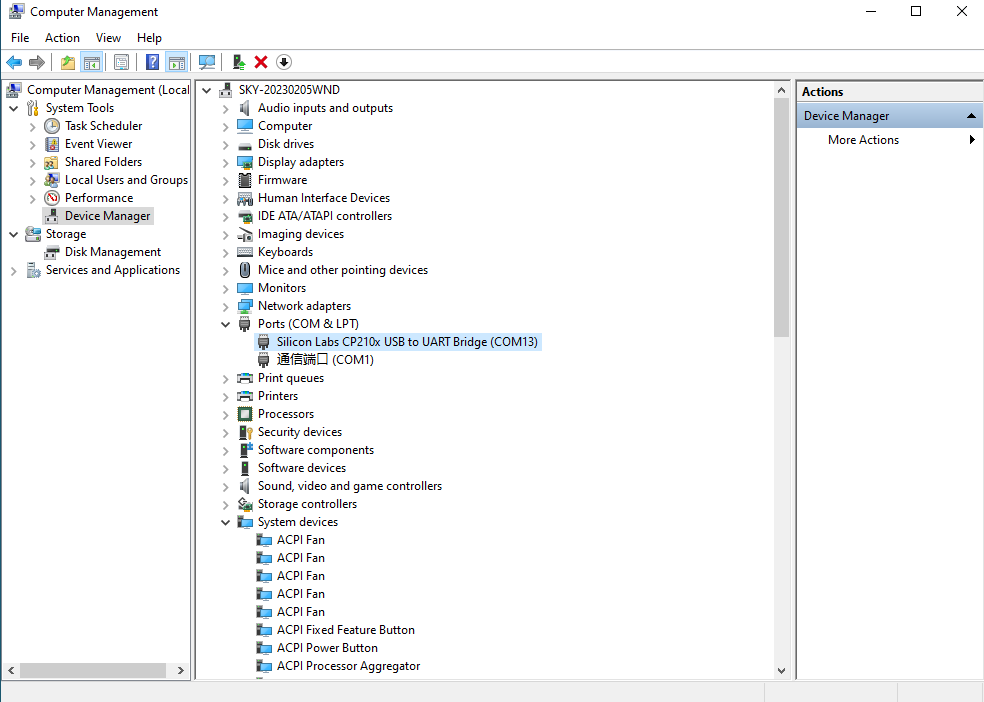 Computer Management
File Action View Help
Computer Management (Local
System Tools
Task Scheduler
Event Viewer
Shared Folders
Local Users and Groups
Performance
Device Manager
Storage
Disk Management
Services and Applications
SKY-20230205WND
Audio inputs and outputs
Computer
Disk drives
Display adapters
Firmware
Human Interface Devices
IDE ATA/ATAPI controllers
Imaging devices
Keyboards
Mice and other pointing devices
Monitors
Network adapters
Ports (COM & LPT)
Silicon Labs CP210x USB to UART Bridge (COM13)
通信端口 (COM1)
Print queues
Printers
Processors
Security devices
Software components
Software devices
Sound, video and game controllers
Storage controllers
System devices
ACPI Fan
ACPI Fan
ACPI Fan
ACPI Fan
ACPI Fan
ACPI Fixed Feature Button
ACPI Power Button
ACPI Processor Aggregator
Actions
Device Manager
More Actions